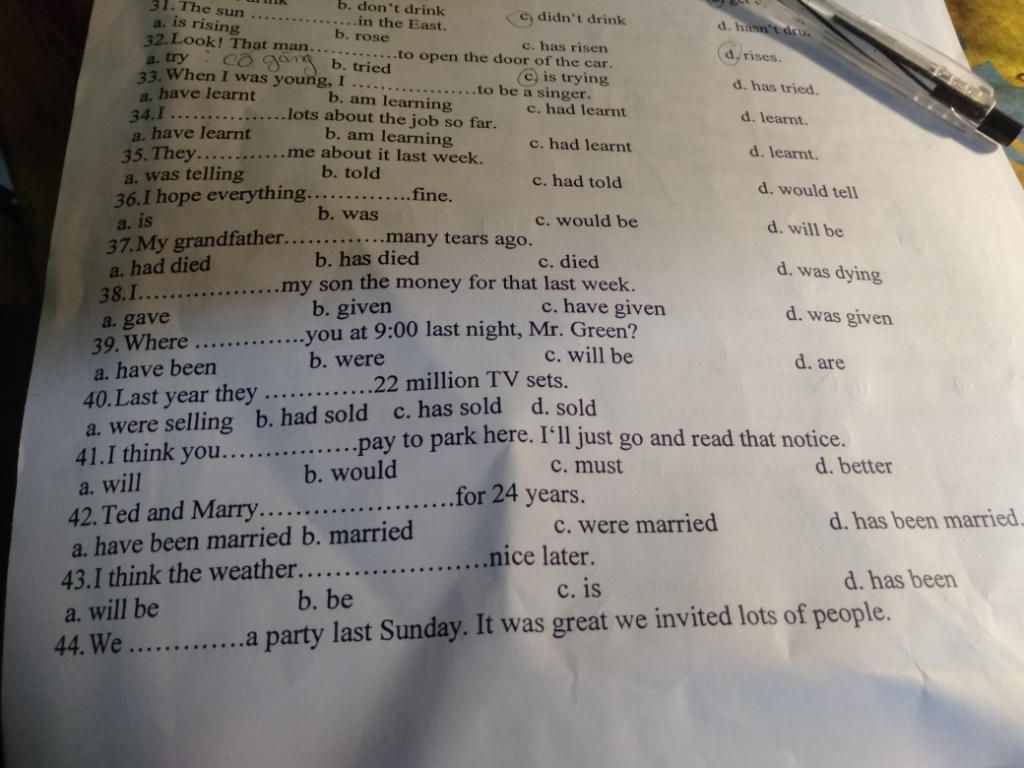 b. don't drink c. didn't drink d. hasn't dru.
31. The sun ..................in the East.
a. is rising b. rose c. has risen d. rises.
32. Look! That man................to open the door of the car.
a. try : cố gắng b. tried c. is trying d. has tried.
33. When I was young, I ..................to be a singer.
a. have learnt b. am learning c. had learnt d. learnt.
34.I .................lots about the job so far.
a. have learnt b. am learning c. had learnt d. learnt.
35. They............me about it last week.
a. was telling b. told c. had told d. would tell
36.I hope everything..............fine.
a. is b. was c. would be d. will be
37.My grandfather..............many tears ago.
a. had died b. has died c. died d. was dying
38.I..................my son the money for that last week.
a. gave b. given c. have given d. was given
39. Where ..............you at 9:00 last night, Mr. Green?
a. have been b. were c. will be d. are
40.Last year they .............22 million TV sets.
a. were selling b. had sold c. has sold d. sold
41.I think you.................pay to park here. I'll just go and read that notice.
a. will b. would c. must d. better
42. Ted and Marry........................for 24 years.
a. have been married b. married c. were married d. has been married.
43.I think the weather......................nice later.
a. will be b. be c. is d. has been
44. We .............a party last Sunday. It was great we invited lots of people.